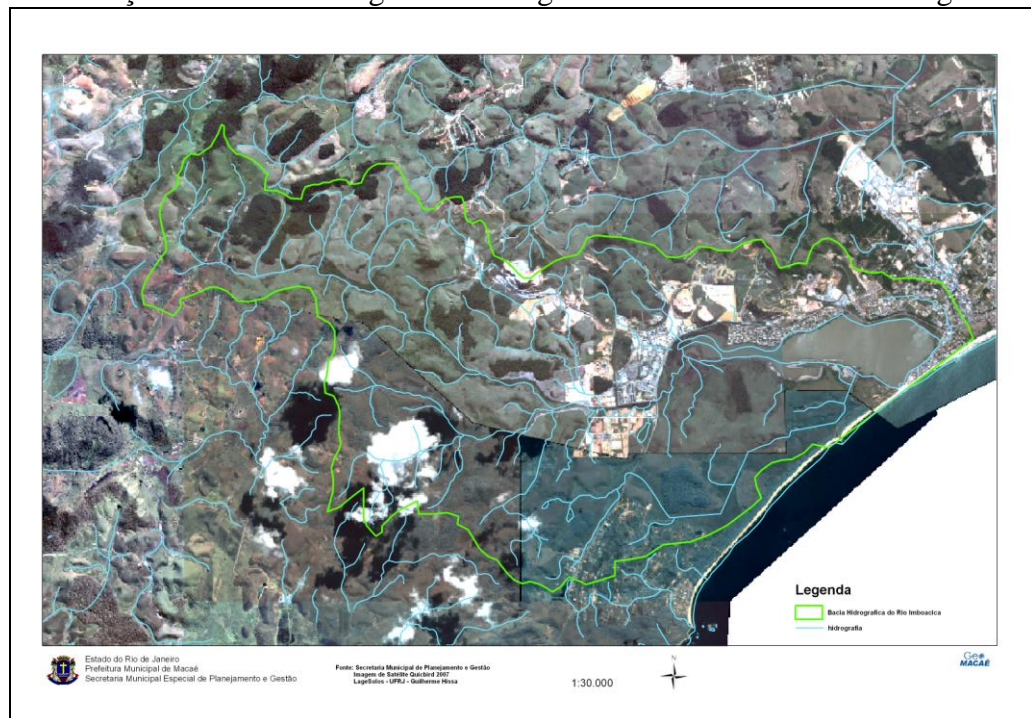 Legenda
Bacia Hidrografica do Rio Imboacica
hidrografia
Estado do Rio de Janeiro
Prefeitura Municipal de Macaé
Secretaria Municipal Especial de Planejamento e Gestão
Fonte: Secretaria Municipal de Planejamento e Gestão
Imagem de Satélite Quicbird 2007
LageSolos - UFRJ - Guilherme Hissa
1:30.000
N
Geo
MACAÉ